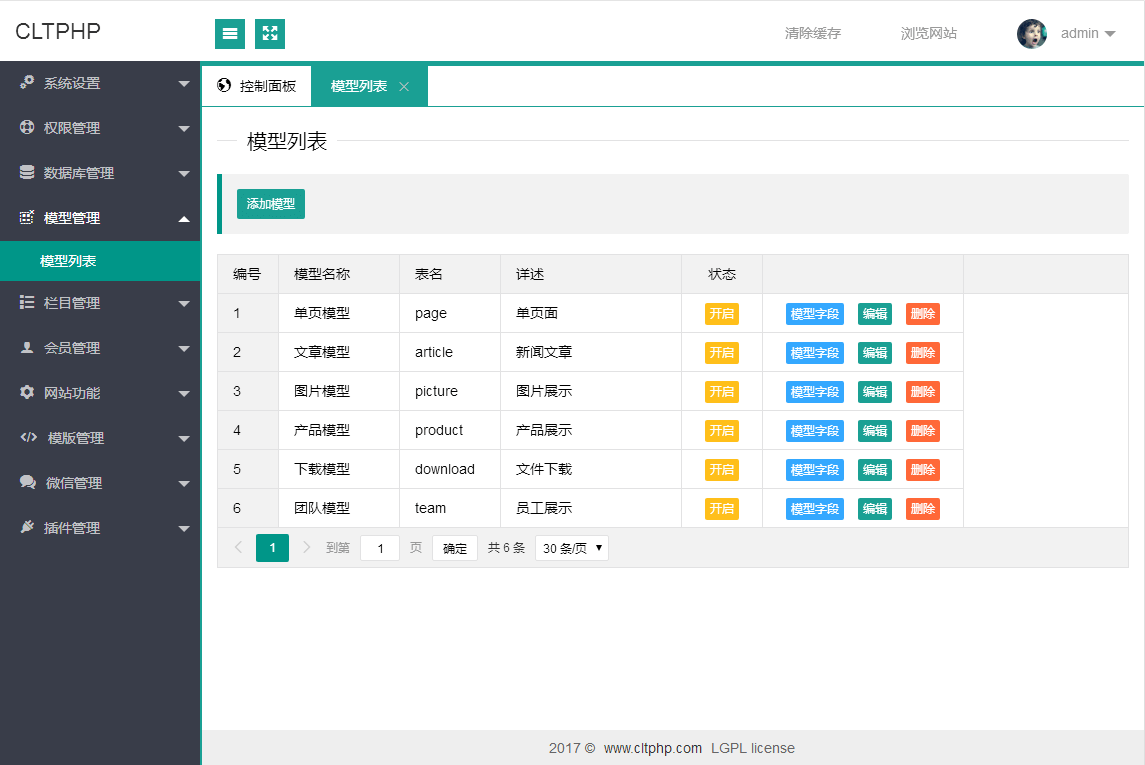 CLTPHP
清除缓存 浏览网站 admin
系统设置
权限管理
数据库管理
模型管理
模型列表
栏目管理
会员管理
网站功能
模版管理
微信管理
插件管理
控制面板 模型列表
模型列表
添加模型
编号 模型名称 表名 详述 状态
1 单页模型 page 单页面 开启 模型字段 编辑 删除
2 文章模型 article 新闻文章 开启 模型字段 编辑 删除
3 图片模型 picture 图片展示 开启 模型字段 编辑 删除
4 产品模型 product 产品展示 开启 模型字段 编辑 删除
5 下载模型 download 文件下载 开启 模型字段 编辑 删除
6 团队模型 team 员工展示 开启 模型字段 编辑 删除
1 到第 1 页 确定 共 6 条 30 条/页
2017 © www.cltphp.com LGPL license